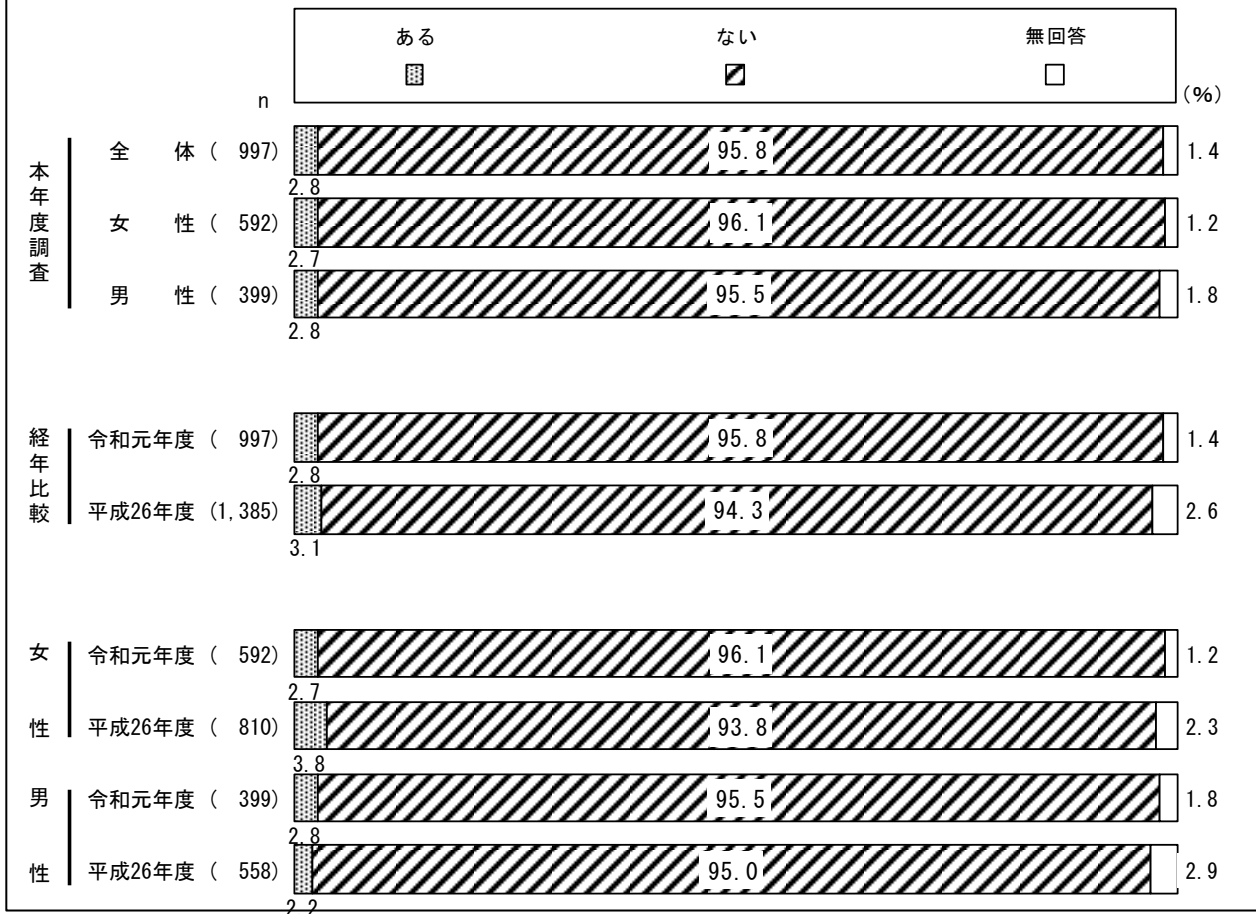 ある ない 無回答
n
(%)
本年度調査
全 体 ( 997) 95.8 1.4
2.8
女 性 ( 592) 96.1 1.2
2.7
男 性 ( 399) 95.5 1.8
2.8
経年比較
令和元年度 ( 997) 95.8 1.4
2.8
平成26年度 (1,385) 94.3 2.6
3.1
女性
令和元年度 ( 592) 96.1 1.2
2.7
平成26年度 ( 810) 93.8 2.3
3.8
男性
令和元年度 ( 399) 95.5 1.8
2.8
平成26年度 ( 558) 95.0 2.9
2.2